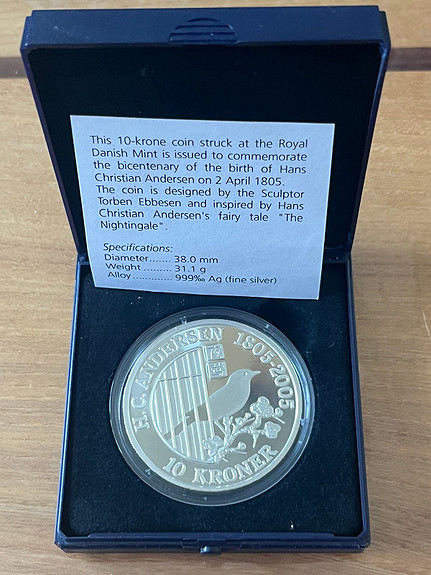 This 10-krone coin struck at the Royal
Danish Mint is issued to commemorate
the bicentenary of the birth of Hans
Christian Andersen on 2 April 1805.
The coin is designed by the Sculptor
Torben Ebbesen and inspired by Hans
Christian Andersen's fairy tale "The
Nightingale".
Specifications:
Diameter....... 38.0 mm
Weight .......... 31.1 g
Alloy ............. 999‰ Ag (fine silver)
H.C. ANDERSEN 1805-2005
10 KRONER